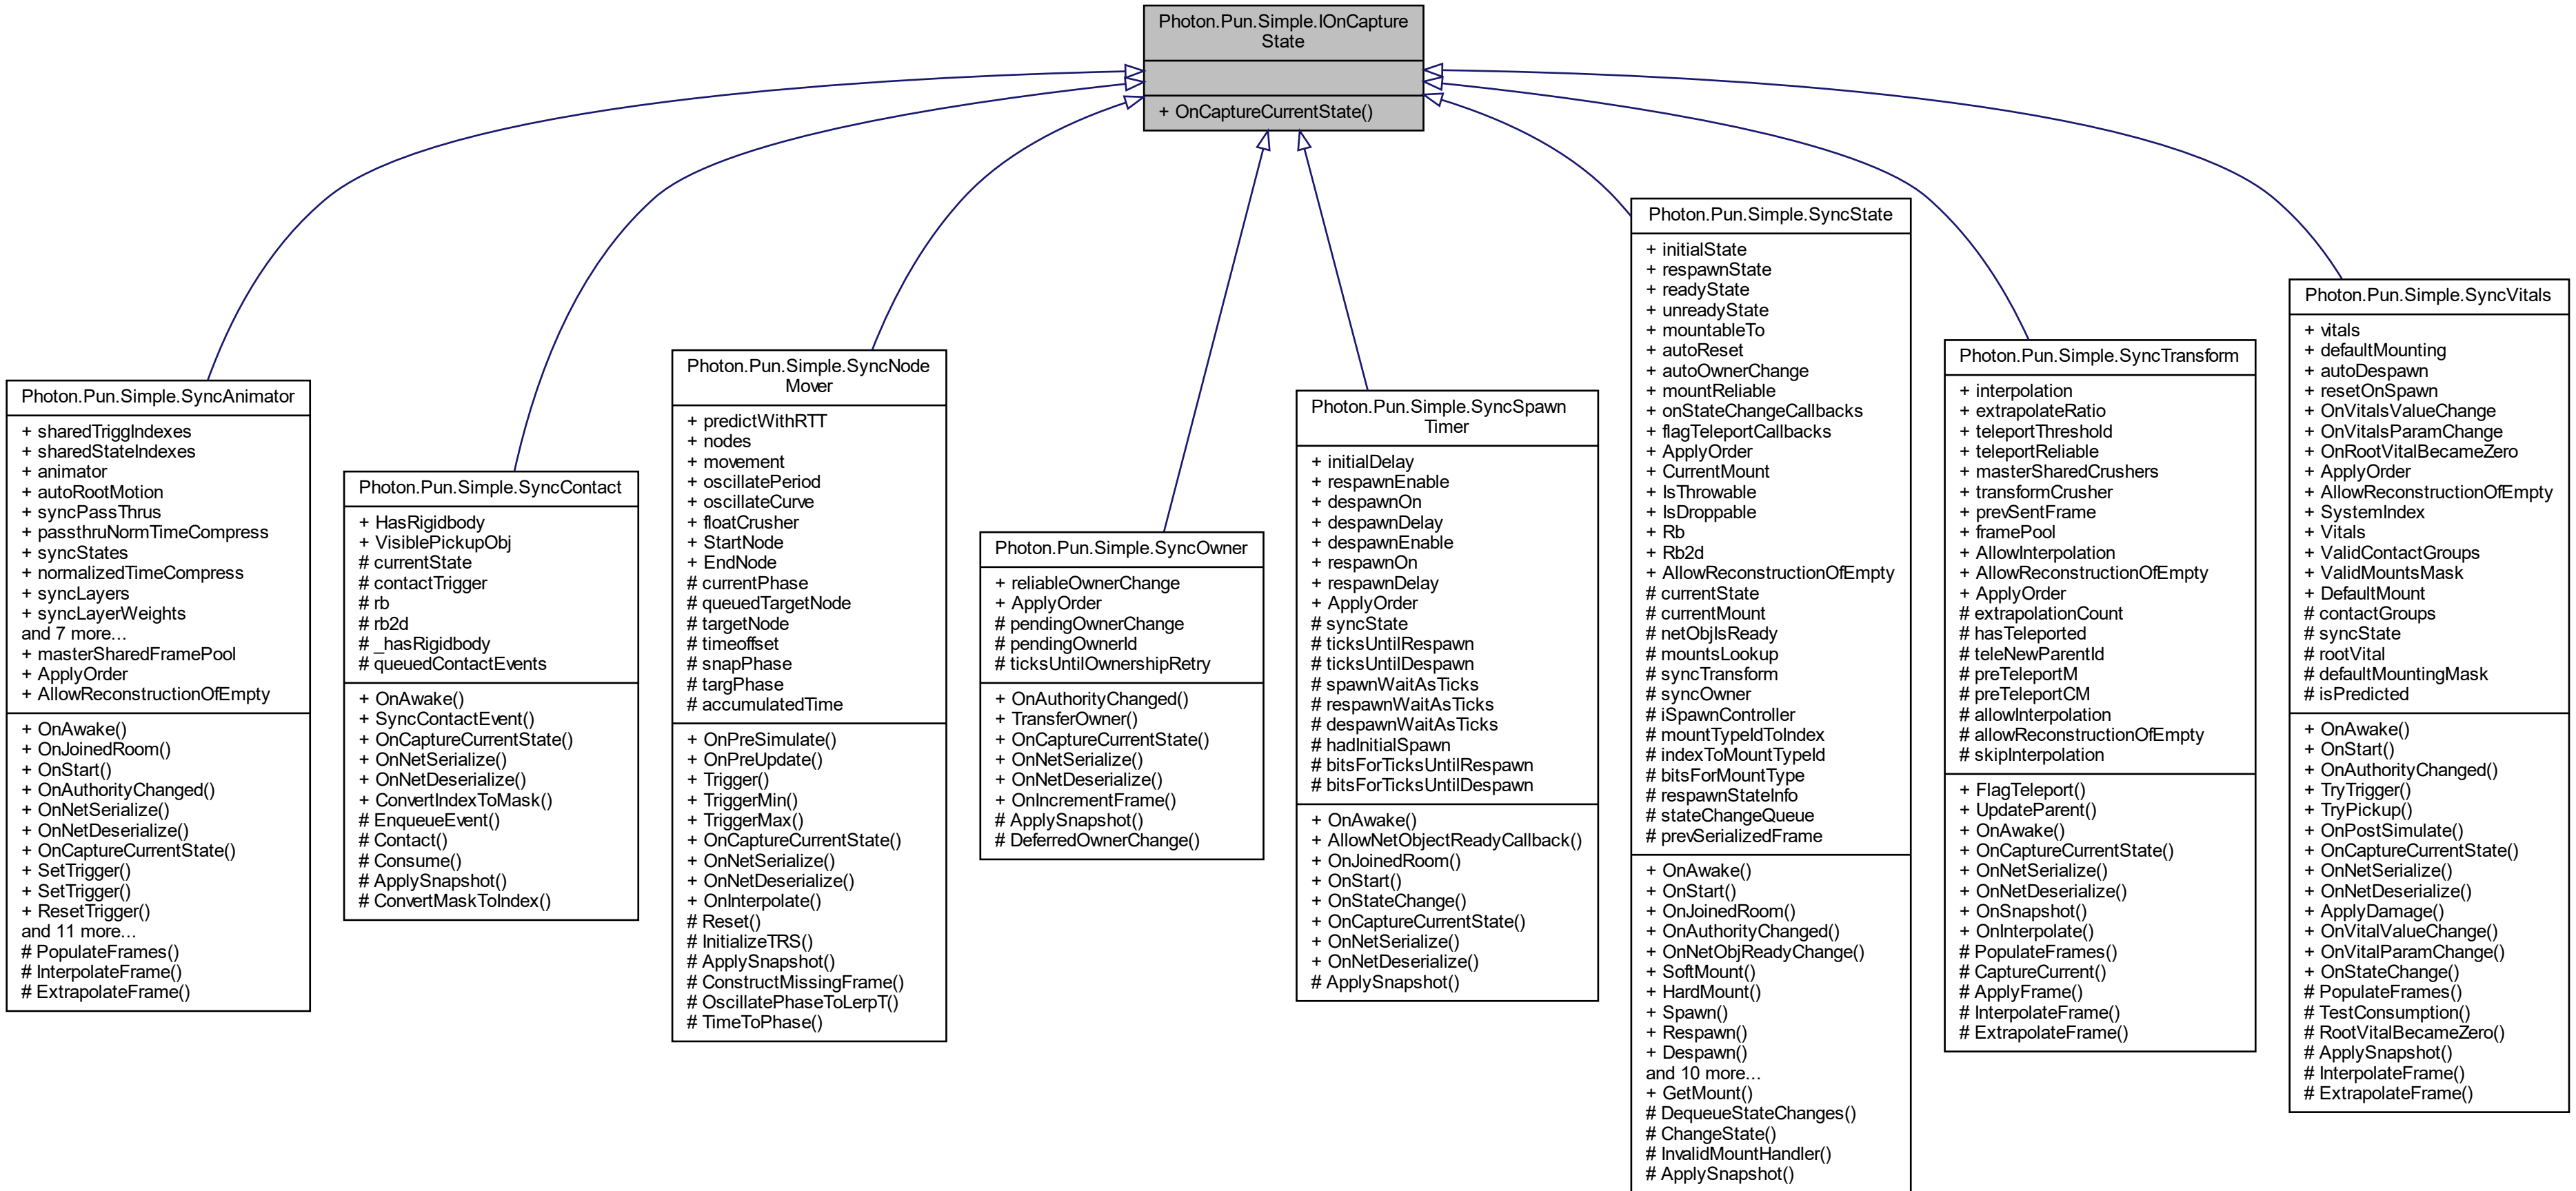 Photon.Pun.Simple.IOnCapture
State
+ OnCaptureCurrentState()
Photon.Pun.Simple.SyncAnimator
+ sharedTriggIndexes
+ sharedStateIndexes
+ animator
+ autoRootMotion
+ syncPassThrus
+ passthruNormTimeCompress
+ syncStates
+ normalizedTimeCompress
+ syncLayers
+ syncLayerWeights
and 7 more...
+ masterSharedFramePool
+ ApplyOrder
+ AllowReconstructionOfEmpty
+ OnAwake()
+ OnJoinedRoom()
+ OnStart()
+ OnAuthorityChanged()
+ OnNetSerialize()
+ OnNetDeserialize()
+ OnCaptureCurrentState()
+ SetTrigger()
+ SetTrigger()
+ ResetTrigger()
and 11 more...
# PopulateFrames()
# InterpolateFrame()
# ExtrapolateFrame()
Photon.Pun.Simple.SyncContact
+ HasRigidbody
+ VisiblePickupObj
# currentState
# contactTrigger
# rb
# rb2d
# _hasRigidbody
# queuedContactEvents
+ OnAwake()
+ SyncContactEvent()
+ OnCaptureCurrentState()
+ OnNetSerialize()
+ OnNetDeserialize()
+ ConvertIndexToMask()
# EnqueueEvent()
# Contact()
# Consume()
# ApplySnapshot()
# ConvertMaskToIndex()
Photon.Pun.Simple.SyncNode
Mover
+ predictWithRTT
+ nodes
+ movement
+ oscillatePeriod
+ oscillateCurve
+ floatCrusher
+ StartNode
+ EndNode
# currentPhase
# queuedTargetNode
# targetNode
# timeoffset
# snapPhase
# targPhase
# accumulatedTime
+ OnPreSimulate()
+ OnPreUpdate()
+ Trigger()
+ TriggerMin()
+ TriggerMax()
+ OnCaptureCurrentState()
+ OnNetSerialize()
+ OnNetDeserialize()
+ OnInterpolate()
# Reset()
# InitializeTRS()
# ApplySnapshot()
# ConstructMissingFrame()
# OscillatePhaseToLerpT()
# TimeToPhase()
Photon.Pun.Simple.SyncOwner
+ reliableOwnerChange
+ ApplyOrder
# pendingOwnerChange
# pendingOwnerId
# ticksUntilOwnershipRetry
+ OnAuthorityChanged()
+ TransferOwner()
+ OnCaptureCurrentState()
+ OnNetSerialize()
+ OnNetDeserialize()
+ OnIncrementFrame()
# ApplySnapshot()
# DeferredOwnerChange()
Photon.Pun.Simple.SyncSpawn
Timer
+ initialDelay
+ respawnEnable
+ despawnOn
+ despawnDelay
+ despawnEnable
+ respawnOn
+ respawnDelay
+ ApplyOrder
# syncState
# ticksUntilRespawn
# ticksUntilDespawn
# spawnWaitAsTicks
# respawnWaitAsTicks
# despawnWaitAsTicks
# hadInitialSpawn
# bitsForTicksUntilRespawn
# bitsForTicksUntilDespawn
+ OnAwake()
+ AllowNetObjectReadyCallback()
+ OnJoinedRoom()
+ OnStart()
+ OnStateChange()
+ OnCaptureCurrentState()
+ OnNetSerialize()
+ OnNetDeserialize()
# ApplySnapshot()
Photon.Pun.Simple.SyncState
+ initialState
+ respawnState
+ readyState
+ unreadyState
+ mountableTo
+ autoReset
+ autoOwnerChange
+ mountReliable
+ onStateChangeCallbacks
+ flagTeleportCallbacks
+ ApplyOrder
+ CurrentMount
+ IsThrowable
+ IsDroppable
+ Rb
+ Rb2d
+ AllowReconstructionOfEmpty
# currentState
# currentMount
# netObjIsReady
# mountsLookup
# syncTransform
# syncOwner
# iSpawnController
# mountTypeIdToIndex
# indexToMountTypeId
# bitsForMountType
# respawnStateInfo
# stateChangeQueue
# prevSerializedFrame
+ OnAwake()
+ OnStart()
+ OnJoinedRoom()
+ OnAuthorityChanged()
+ OnNetObjReadyChange()
+ SoftMount()
+ HardMount()
+ Spawn()
+ Respawn()
+ Despawn()
and 10 more...
+ GetMount()
# DequeueStateChanges()
# ChangeState()
# InvalidMountHandler()
# ApplySnapshot()
Photon.Pun.Simple.SyncTransform
+ interpolation
+ extrapolateRatio
+ teleportThreshold
+ teleportReliable
+ masterSharedCrushers
+ transformCrusher
+ prevSentFrame
+ framePool
+ AllowInterpolation
+ AllowReconstructionOfEmpty
+ ApplyOrder
# extrapolationCount
# hasTeleported
# teleNewParentId
# preTeleportM
# preTeleportCM
# allowInterpolation
# allowReconstructionOfEmpty
# skipInterpolation
+ FlagTeleport()
+ UpdateParent()
+ OnAwake()
+ OnCaptureCurrentState()
+ OnNetSerialize()
+ OnNetDeserialize()
+ OnSnapshot()
+ OnInterpolate()
# PopulateFrames()
# CaptureCurrent()
# ApplyFrame()
# InterpolateFrame()
# ExtrapolateFrame()
Photon.Pun.Simple.SyncVitals
+ vitals
+ defaultMounting
+ autoDespawn
+ resetOnSpawn
+ OnVitalsValueChange
+ OnVitalsParamChange
+ OnRootVitalBecameZero
+ ApplyOrder
+ AllowReconstructionOfEmpty
+ SystemIndex
+ Vitals
+ ValidContactGroups
+ ValidMountsMask
+ DefaultMount
# contactGroups
# syncState
# rootVital
# defaultMountingMask
# isPredicted
+ OnAwake()
+ OnStart()
+ OnAuthorityChanged()
+ TryTrigger()
+ TryPickup()
+ OnPostSimulate()
+ OnCaptureCurrentState()
+ OnNetSerialize()
+ OnNetDeserialize()
+ ApplyDamage()
+ OnVitalValueChange()
+ OnVitalParamChange()
+ OnStateChange()
# PopulateFrames()
# TestConsumption()
# RootVitalBecameZero()
# ApplySnapshot()
# InterpolateFrame()
# ExtrapolateFrame()